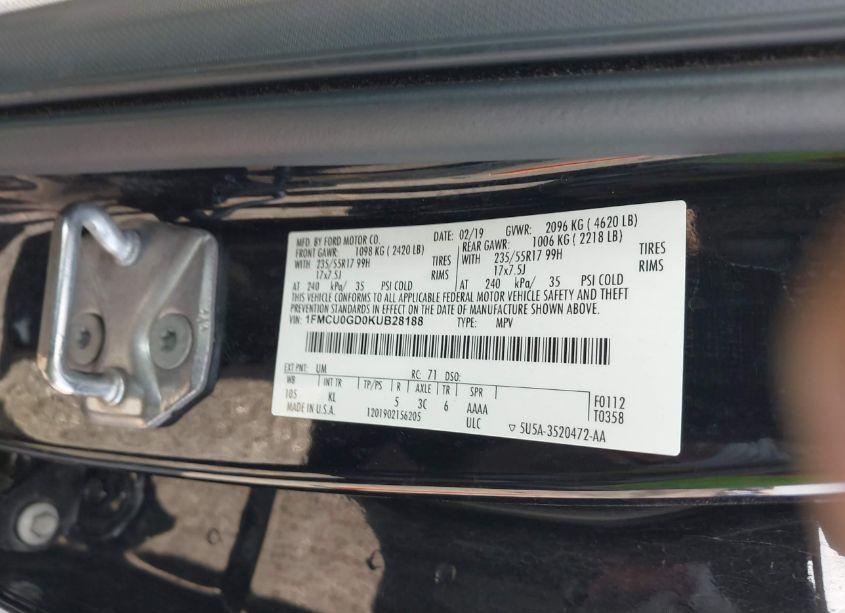 MFD. BY FORD MOTOR CO. DATE: 02/19 GVWR: 2096 KG ( 4620 LB)
FRONT GAWR: 1098 KG ( 2420 LB) REAR GAWR: 1006 KG ( 2218 LB)
WITH 235/55R17 99H TIRES WITH 235/55R17 99H TIRES
17x7.5J RIMS 17x7.5J RIMS
AT 240 kPa/ 35 PSI COLD AT 240 kPa/ 35 PSI COLD
THIS VEHICLE CONFORMS TO ALL APPLICABLE FEDERAL MOTOR VEHICLE SAFETY AND THEFT
PREVENTION STANDARDS IN EFFECT ON THE DATE OF MANUFACTURE SHOWN ABOVE.
VIN: 1FMCU0GD0KUB28188 TYPE: MPV
EXT PNT: UM RC: 71 DSO:
WB INT TR TP/PS R AXLE TR SPR
105 KL 5 3C 6 AAAA F0112
MADE IN U.S.A. 1201902156205 ULC T0358
▽ 5U5A-3520472-AA